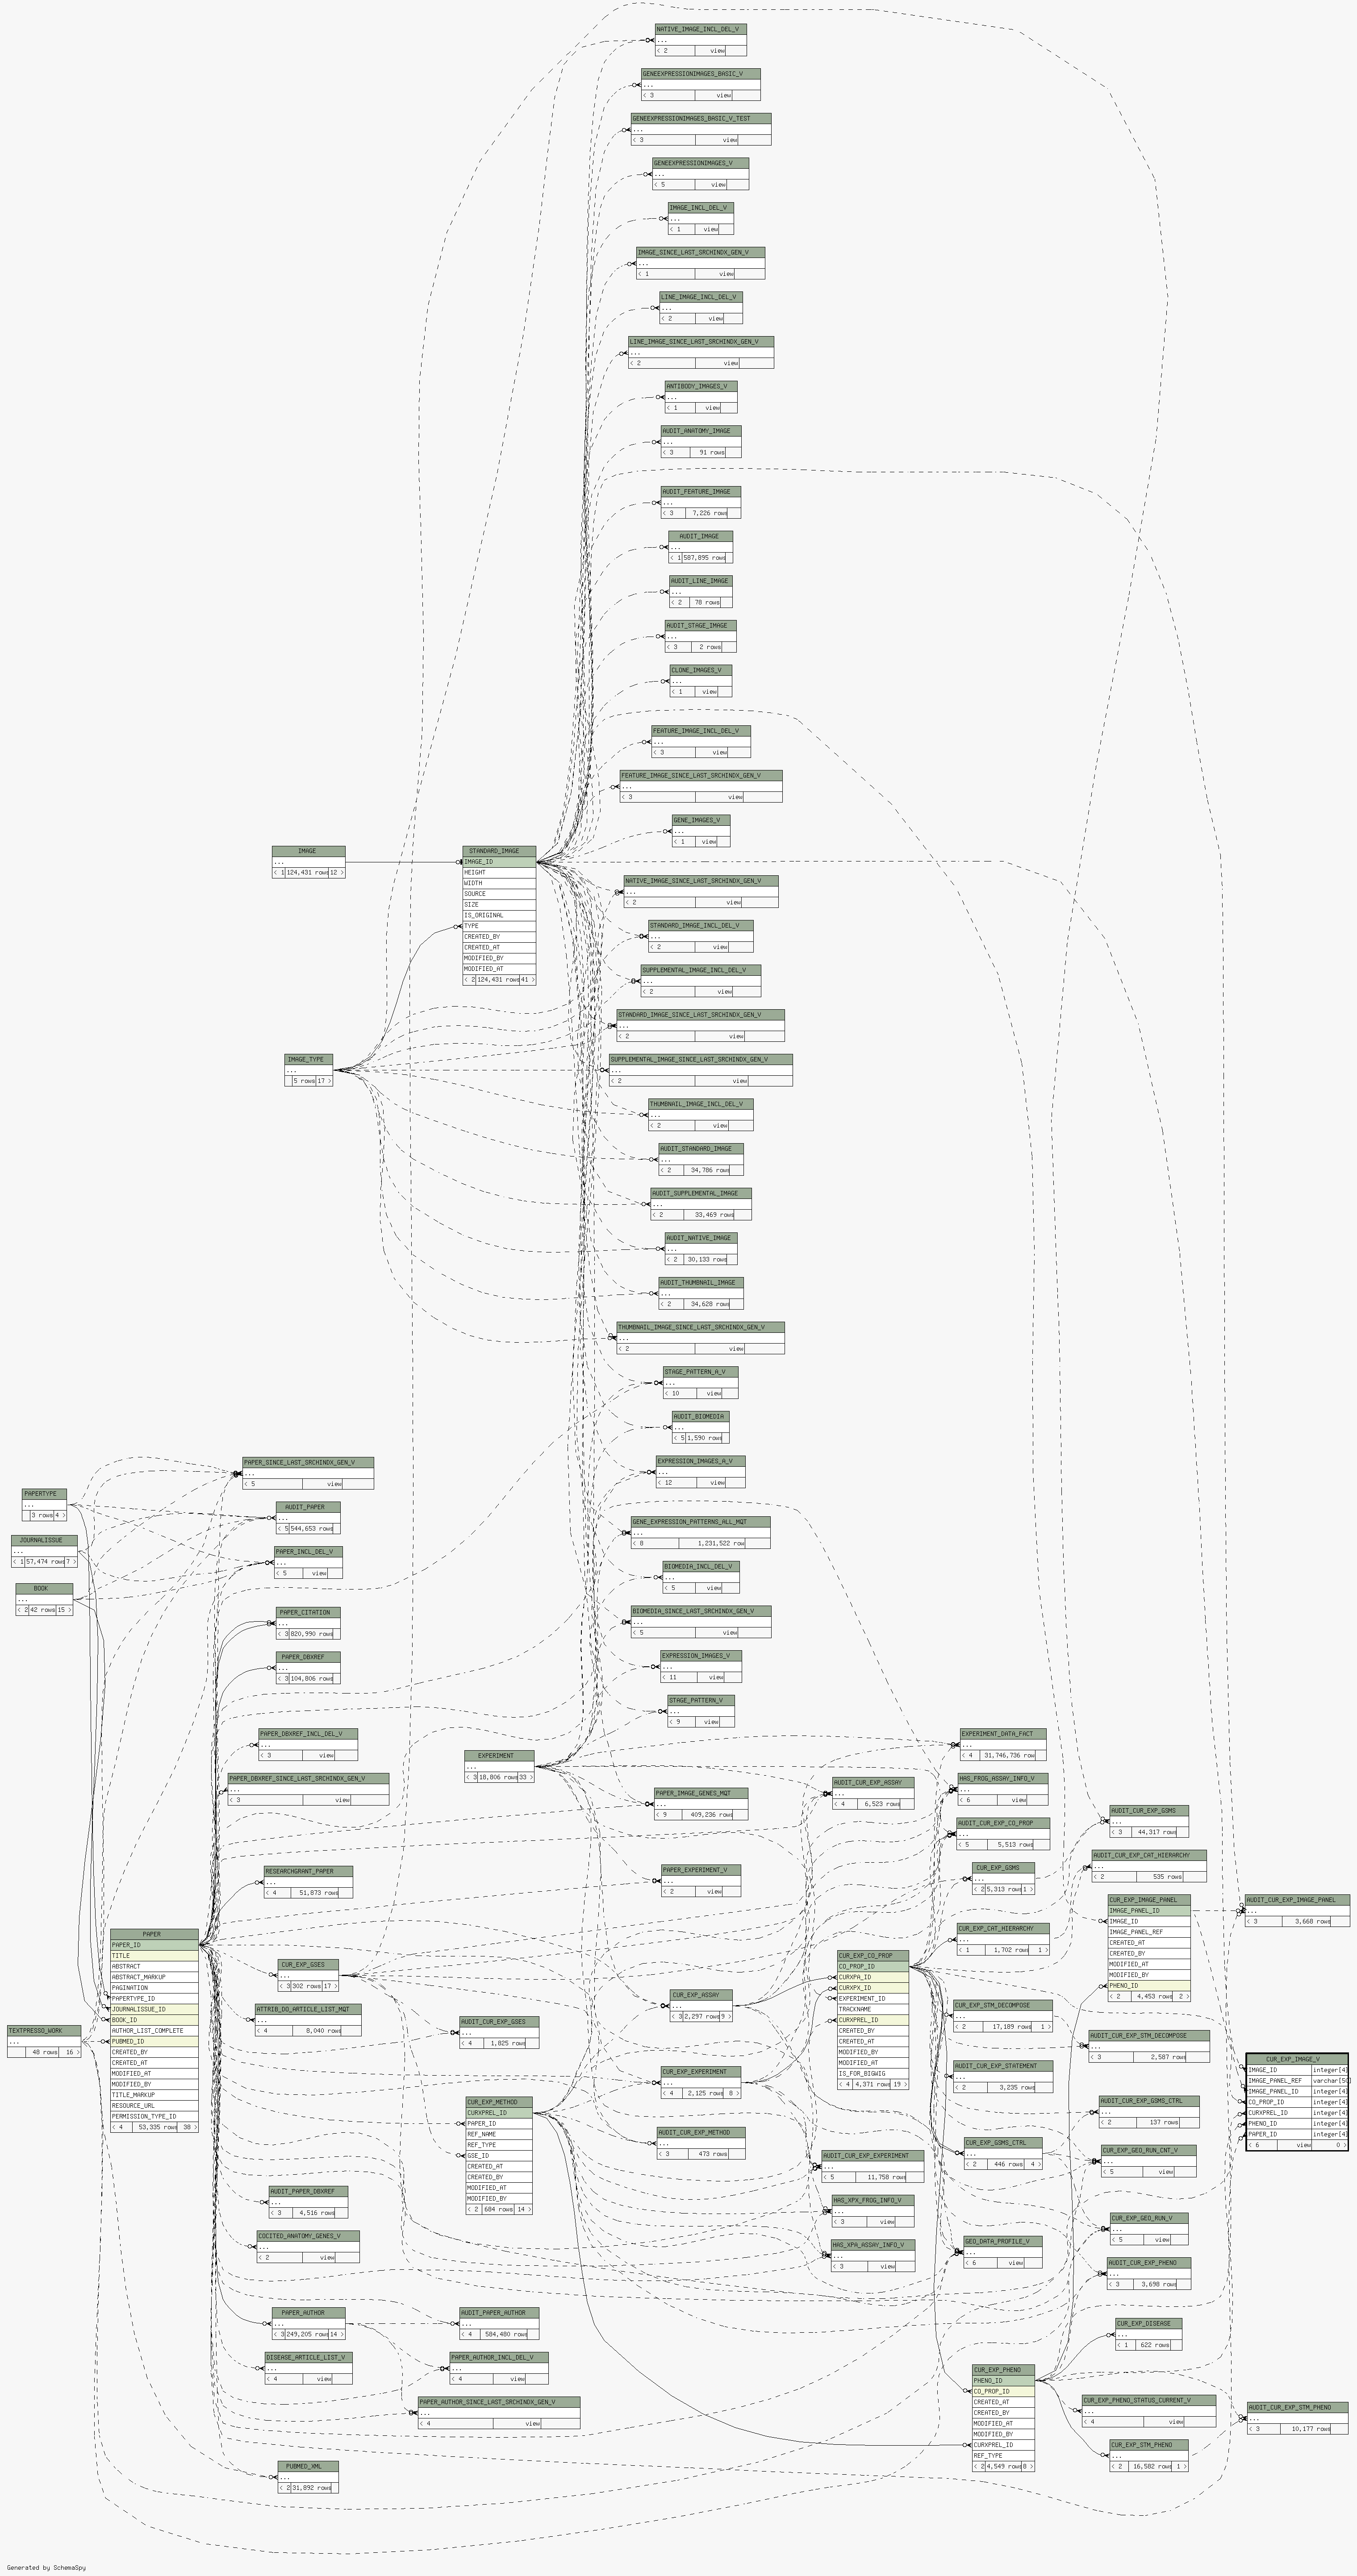 NATIVE_IMAGE_INCL_DEL_V
...
< 2 view
GENEEXPRESSIONIMAGES_BASIC_V
...
< 3 view
GENEEXPRESSIONIMAGES_BASIC_V_TEST
...
< 3 view
GENEEXPRESSIONIMAGES_V
...
< 5 view
IMAGE_INCL_DEL_V
...
< 1 view
IMAGE_SINCE_LAST_SRCHINDX_GEN_V
...
< 1 view
LINE_IMAGE_INCL_DEL_V
...
< 2 view
LINE_IMAGE_SINCE_LAST_SRCHINDX_GEN_V
...
< 2 view
ANTIBODY_IMAGES_V
...
< 1 view
AUDIT_ANATOMY_IMAGE
...
< 3 91 rows
AUDIT_FEATURE_IMAGE
...
< 3 7,226 rows
AUDIT_IMAGE
...
< 1 587,895 rows
AUDIT_LINE_IMAGE
...
< 2 78 rows
AUDIT_STAGE_IMAGE
...
< 3 2 rows
CLONE_IMAGES_V
...
< 1 view
FEATURE_IMAGE_INCL_DEL_V
...
< 3 view
FEATURE_IMAGE_SINCE_LAST_SRCHINDX_GEN_V
...
< 3 view
GENE_IMAGES_V
...
< 1 view
IMAGE
...
< 1 124,431 rows 12 >
STANDARD_IMAGE
IMAGE_ID
HEIGHT
WIDTH
SOURCE
SIZE
IS_ORIGINAL
TYPE
CREATED_BY
CREATED_AT
MODIFIED_BY
MODIFIED_AT
< 2 124,431 rows 41 >
NATIVE_IMAGE_SINCE_LAST_SRCHINDX_GEN_V
...
< 2 view
STANDARD_IMAGE_INCL_DEL_V
...
< 2 view
SUPPLEMENTAL_IMAGE_INCL_DEL_V
...
< 2 view
STANDARD_IMAGE_SINCE_LAST_SRCHINDX_GEN_V
...
< 2 view
IMAGE_TYPE
...
5 rows 17 >
SUPPLEMENTAL_IMAGE_SINCE_LAST_SRCHINDX_GEN_V
...
< 2 view
THUMBNAIL_IMAGE_INCL_DEL_V
...
< 2 view
AUDIT_STANDARD_IMAGE
...
< 2 34,786 rows
AUDIT_SUPPLEMENTAL_IMAGE
...
< 2 33,469 rows
AUDIT_NATIVE_IMAGE
...
< 2 30,133 rows
AUDIT_THUMBNAIL_IMAGE
...
< 2 34,628 rows
THUMBNAIL_IMAGE_SINCE_LAST_SRCHINDX_GEN_V
...
< 2 view
STAGE_PATTERN_A_V
...
< 10 view
AUDIT_BIOMEDIA
...
< 5 1,590 rows
EXPRESSION_IMAGES_A_V
...
< 12 view
GENE_EXPRESSION_PATTERNS_ALL_MQT
...
< 8 1,231,522 row
BIOMEDIA_INCL_DEL_V
...
< 5 view
BIOMEDIA_SINCE_LAST_SRCHINDX_GEN_V
...
< 5 view
EXPRESSION_IMAGES_V
...
< 11 view
STAGE_PATTERN_V
...
< 9 view
PAPER_SINCE_LAST_SRCHINDX_GEN_V
...
< 5 view
PAPERTYPE
...
3 rows 4 >
AUDIT_PAPER
...
< 5 544,653 rows
JOURNALISSUE
...
< 1 57,474 rows 7 >
PAPER_INCL_DEL_V
...
< 5 view
BOOK
...
< 2 42 rows 15 >
PAPER_CITATION
...
< 3 820,990 rows
PAPER_DBXREF
...
< 3 104,806 rows
PAPER_DBXREF_INCL_DEL_V
...
< 3 view
PAPER_DBXREF_SINCE_LAST_SRCHINDX_GEN_V
...
< 3 view
EXPERIMENT
...
< 3 18,806 rows 33 >
PAPER_IMAGE_GENES_MQT
...
< 9 409,236 rows
AUDIT_CUR_EXP_ASSAY
...
< 4 6,523 rows
EXPERIMENT_DATA_FACT
...
< 4 31,746,736 row
HAS_FROG_ASSAY_INFO_V
...
< 6 view
AUDIT_CUR_EXP_CO_PROP
...
< 5 5,513 rows
AUDIT_CUR_EXP_GSMS
...
< 3 44,317 rows
RESEARCHGRANT_PAPER
...
< 4 51,873 rows
PAPER_EXPERIMENT_V
...
< 2 view
CUR_EXP_GSMS
...
< 2 5,313 rows 1 >
AUDIT_CUR_EXP_CAT_HIERARCHY
...
< 2 535 rows
CUR_EXP_IMAGE_PANEL
IMAGE_PANEL_ID
IMAGE_ID
IMAGE_PANEL_REF
CREATED_AT
CREATED_BY
MODIFIED_AT
MODIFIED_BY
PHENO_ID
< 2 4,453 rows 2 >
AUDIT_CUR_EXP_IMAGE_PANEL
...
< 3 3,668 rows
PAPER
PAPER_ID
TITLE
ABSTRACT
ABSTRACT_MARKUP
PAGINATION
PAPERTYPE_ID
JOURNALISSUE_ID
BOOK_ID
AUTHOR_LIST_COMPLETE
PUBMED_ID
CREATED_BY
CREATED_AT
MODIFIED_AT
MODIFIED_BY
TITLE_MARKUP
RESOURCE_URL
PERMISSION_TYPE_ID
< 4 53,335 rows 38 >
TEXTPRESSO_WORK
...
48 rows 16 >
CUR_EXP_GSES
...
< 3 302 rows 17 >
ATTRIB_DO_ARTICLE_LIST_MQT
...
< 4 8,040 rows
AUDIT_CUR_EXP_GSES
...
< 4 1,825 rows
CUR_EXP_ASSAY
...
< 3 2,297 rows 9 >
CUR_EXP_CAT_HIERARCHY
...
< 1 1,702 rows 1 >
CUR_EXP_CO_PROP
CO_PROP_ID
CURXPA_ID
CURXPX_ID
EXPERIMENT_ID
TRACKNAME
CURXPREL_ID
CREATED_BY
CREATED_AT
MODIFIED_BY
MODIFIED_AT
IS_FOR_BIGWIG
< 4 4,371 rows 19 >
CUR_EXP_STM_DECOMPOSE
...
< 2 17,189 rows 1 >
AUDIT_CUR_EXP_STM_DECOMPOSE
...
< 3 2,587 rows
CUR_EXP_EXPERIMENT
...
< 4 2,125 rows 8 >
AUDIT_CUR_EXP_STATEMENT
...
< 2 3,235 rows
CUR_EXP_IMAGE_V
IMAGE_ID integer[4]
IMAGE_PANEL_REF varchar[50]
IMAGE_PANEL_ID integer[4]
CO_PROP_ID integer[4]
CURXPREL_ID integer[4]
PHENO_ID integer[4]
PAPER_ID integer[4]
< 6 view 0 >
CUR_EXP_METHOD
CURXPREL_ID
PAPER_ID
REF_NAME
REF_TYPE
GSE_ID
CREATED_AT
CREATED_BY
MODIFIED_AT
MODIFIED_BY
< 2 684 rows 14 >
AUDIT_CUR_EXP_GSMS_CTRL
...
< 2 137 rows
AUDIT_CUR_EXP_METHOD
...
< 3 473 rows
CUR_EXP_GSMS_CTRL
...
< 2 446 rows 4 >
AUDIT_CUR_EXP_EXPERIMENT
...
< 5 11,758 rows
CUR_EXP_GEO_RUN_CNT_V
...
< 5 view
AUDIT_PAPER_DBXREF
...
< 3 4,516 rows
HAS_XPX_FROG_INFO_V
...
< 3 view
CUR_EXP_GEO_RUN_V
...
< 5 view
COCITED_ANATOMY_GENES_V
...
< 2 view
HAS_XPA_ASSAY_INFO_V
...
< 3 view
GEO_DATA_PROFILE_V
...
< 6 view
AUDIT_CUR_EXP_PHENO
...
< 3 3,698 rows
PAPER_AUTHOR
...
< 3 249,205 rows 14 >
AUDIT_PAPER_AUTHOR
...
< 4 584,480 rows
CUR_EXP_DISEASE
...
< 1 622 rows
DISEASE_ARTICLE_LIST_V
...
< 4 view
PAPER_AUTHOR_INCL_DEL_V
...
< 4 view
CUR_EXP_PHENO
PHENO_ID
CO_PROP_ID
CREATED_AT
CREATED_BY
MODIFIED_AT
MODIFIED_BY
CURXPREL_ID
REF_TYPE
< 2 4,549 rows 8 >
PAPER_AUTHOR_SINCE_LAST_SRCHINDX_GEN_V
...
< 4 view
CUR_EXP_PHENO_STATUS_CURRENT_V
...
< 4 view
AUDIT_CUR_EXP_STM_PHENO
...
< 3 10,177 rows
CUR_EXP_STM_PHENO
...
< 2 16,582 rows 1 >
PUBMED_XML
...
< 2 31,892 rows
Generated by SchemaSpy